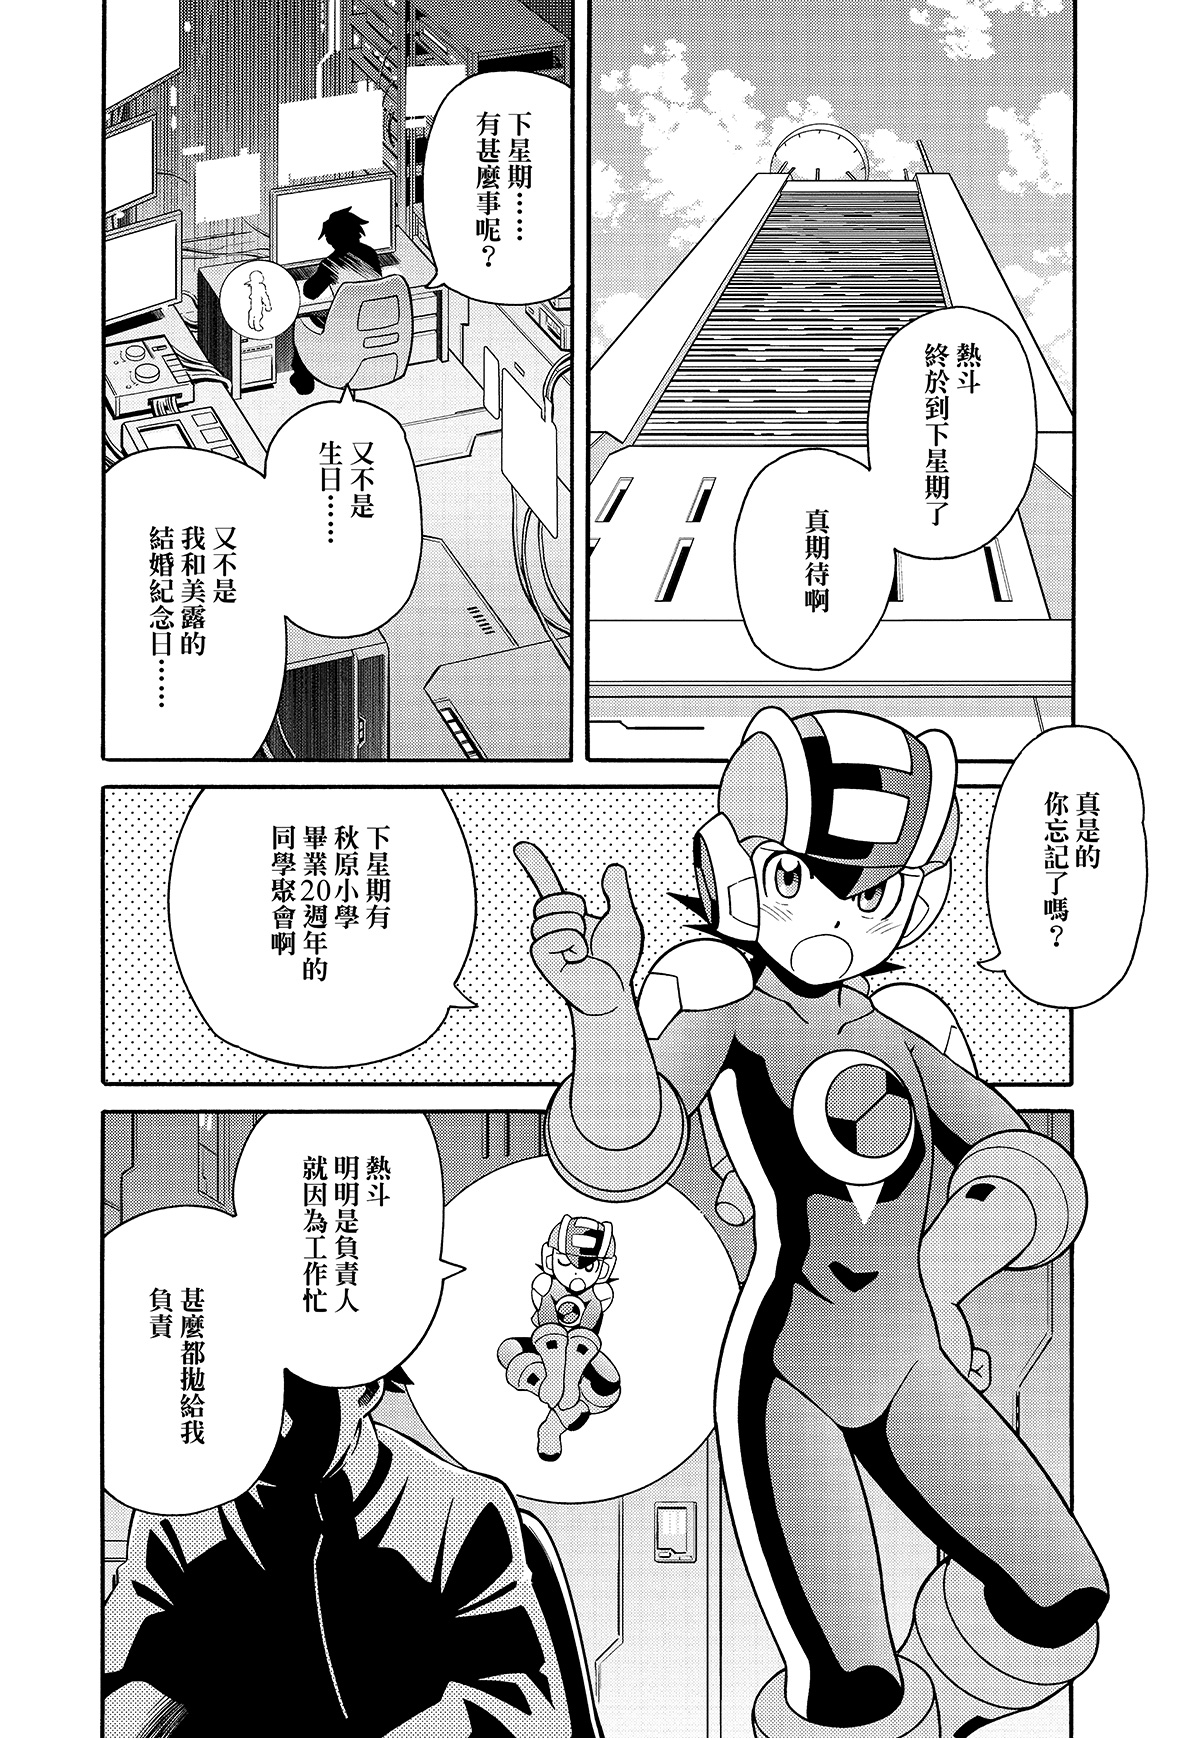 熱斗
終於到下星期了
真期待啊
下星期……
有甚麼事呢？
又不是
生日……
又不是
我和美露的
結婚紀念日……
真是的
你忘記了嗎？
下星期有
秋原小學
畢業20週年的
同學聚會啊
熱斗
明明是負責人
就因為工作忙
甚麼都拋給我
負責